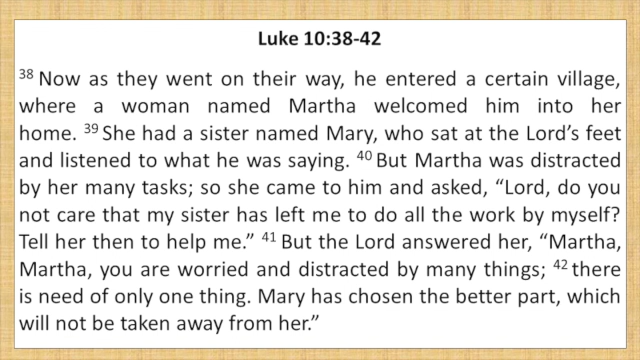 Luke 10:38-42
38 Now as they went on their way, he entered a certain village,
where a woman named Martha welcomed him into her
home. 39 She had a sister named Mary, who sat at the Lord’s feet
and listened to what he was saying. 40 But Martha was distracted
by her many tasks; so she came to him and asked, “Lord, do you
not care that my sister has left me to do all the work by myself?
Tell her then to help me.” 41 But the Lord answered her, “Martha,
Martha, you are worried and distracted by many things; 42 there
is need of only one thing. Mary has chosen the better part, which
will not be taken away from her.”